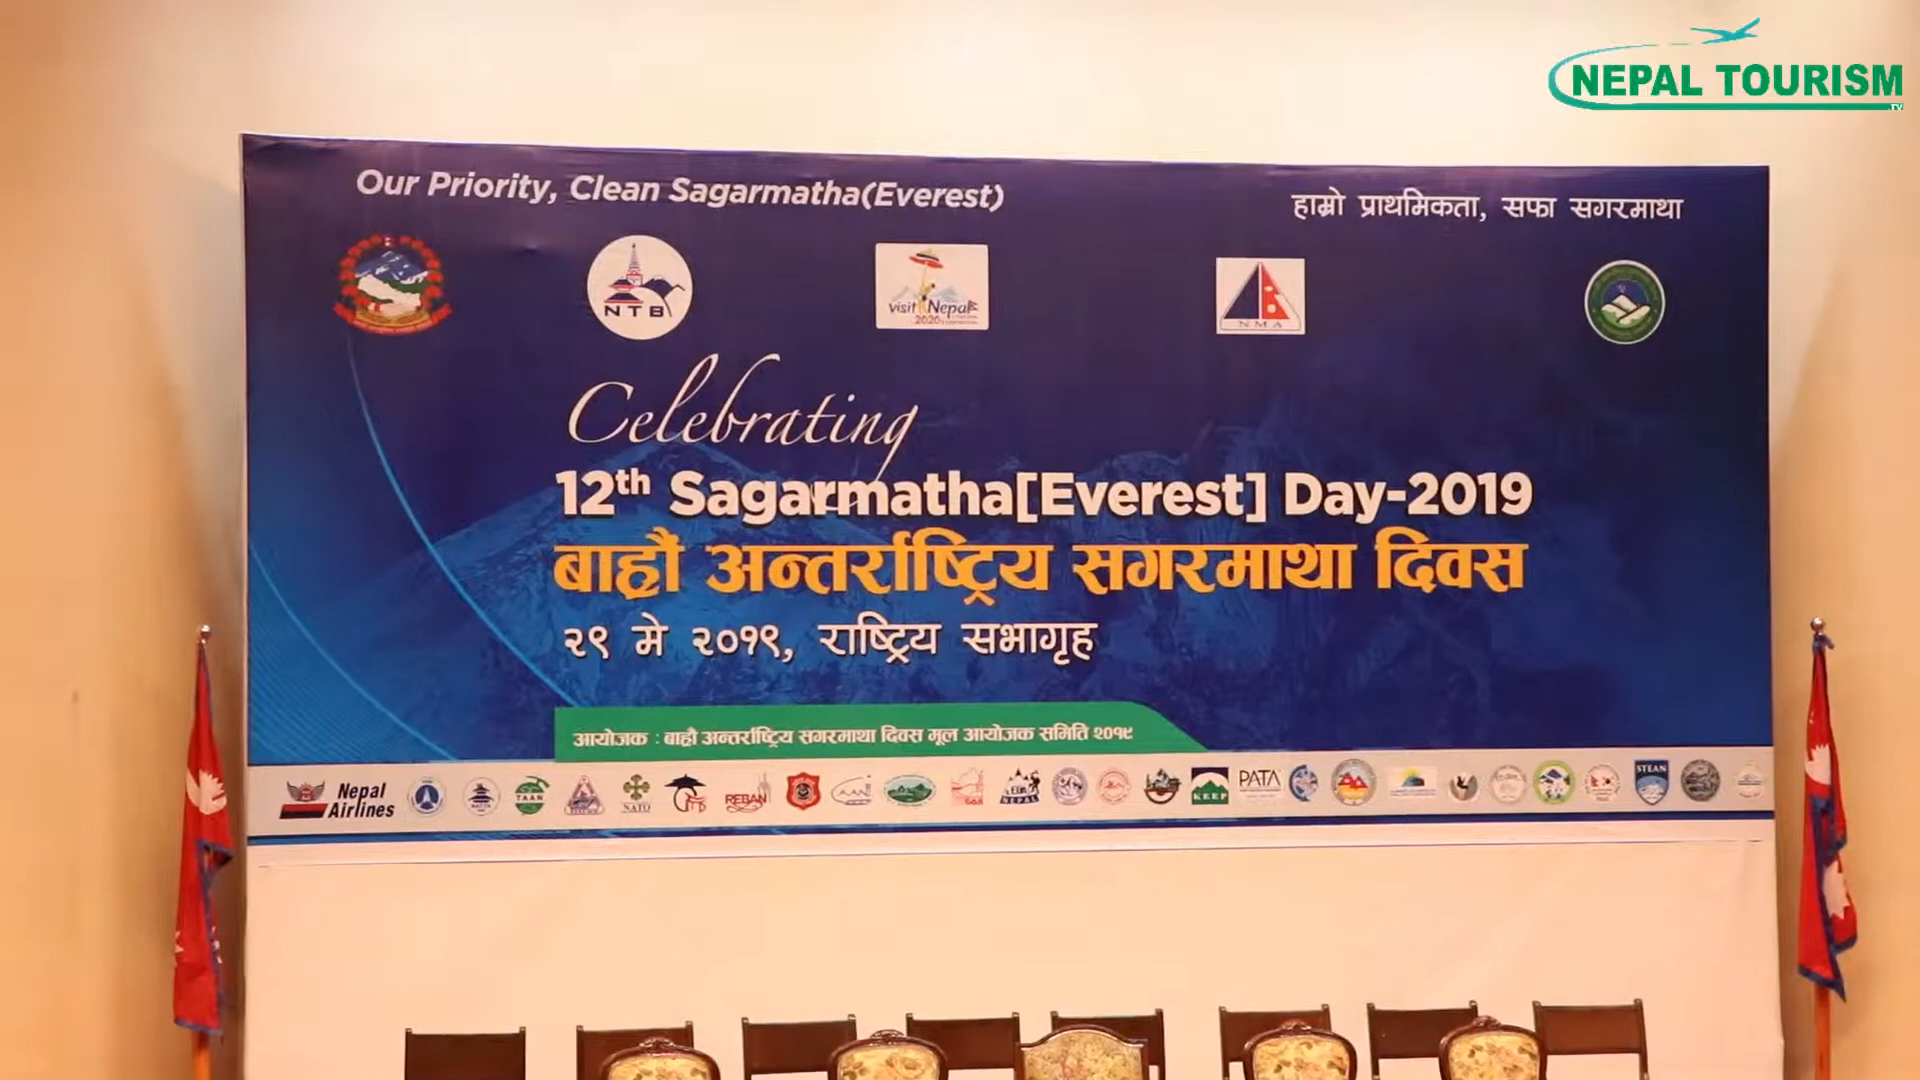 NEPAL TOURISM
TV
Our Priority, Clean Sagarmatha(Everest)
हाम्रो प्राथमिकता, सफा सगरमाथा
NTB
visit Nepal
2020
NMA
Celebrating
12th Sagarmatha[Everest] Day-2019
बाह्रौं अन्तर्राष्ट्रिय सगरमाथा दिवस
२९ मे २०१९, राष्ट्रिय सभागृह
आयोजक : बाह्रौ अन्तर्राष्ट्रिय सगरमाथा दिवस मूल आयोजक समिति २०१९
Nepal
Airlines
TAAN
NATO
REBAN
NEPAL
KEEP
PATA
STEAN